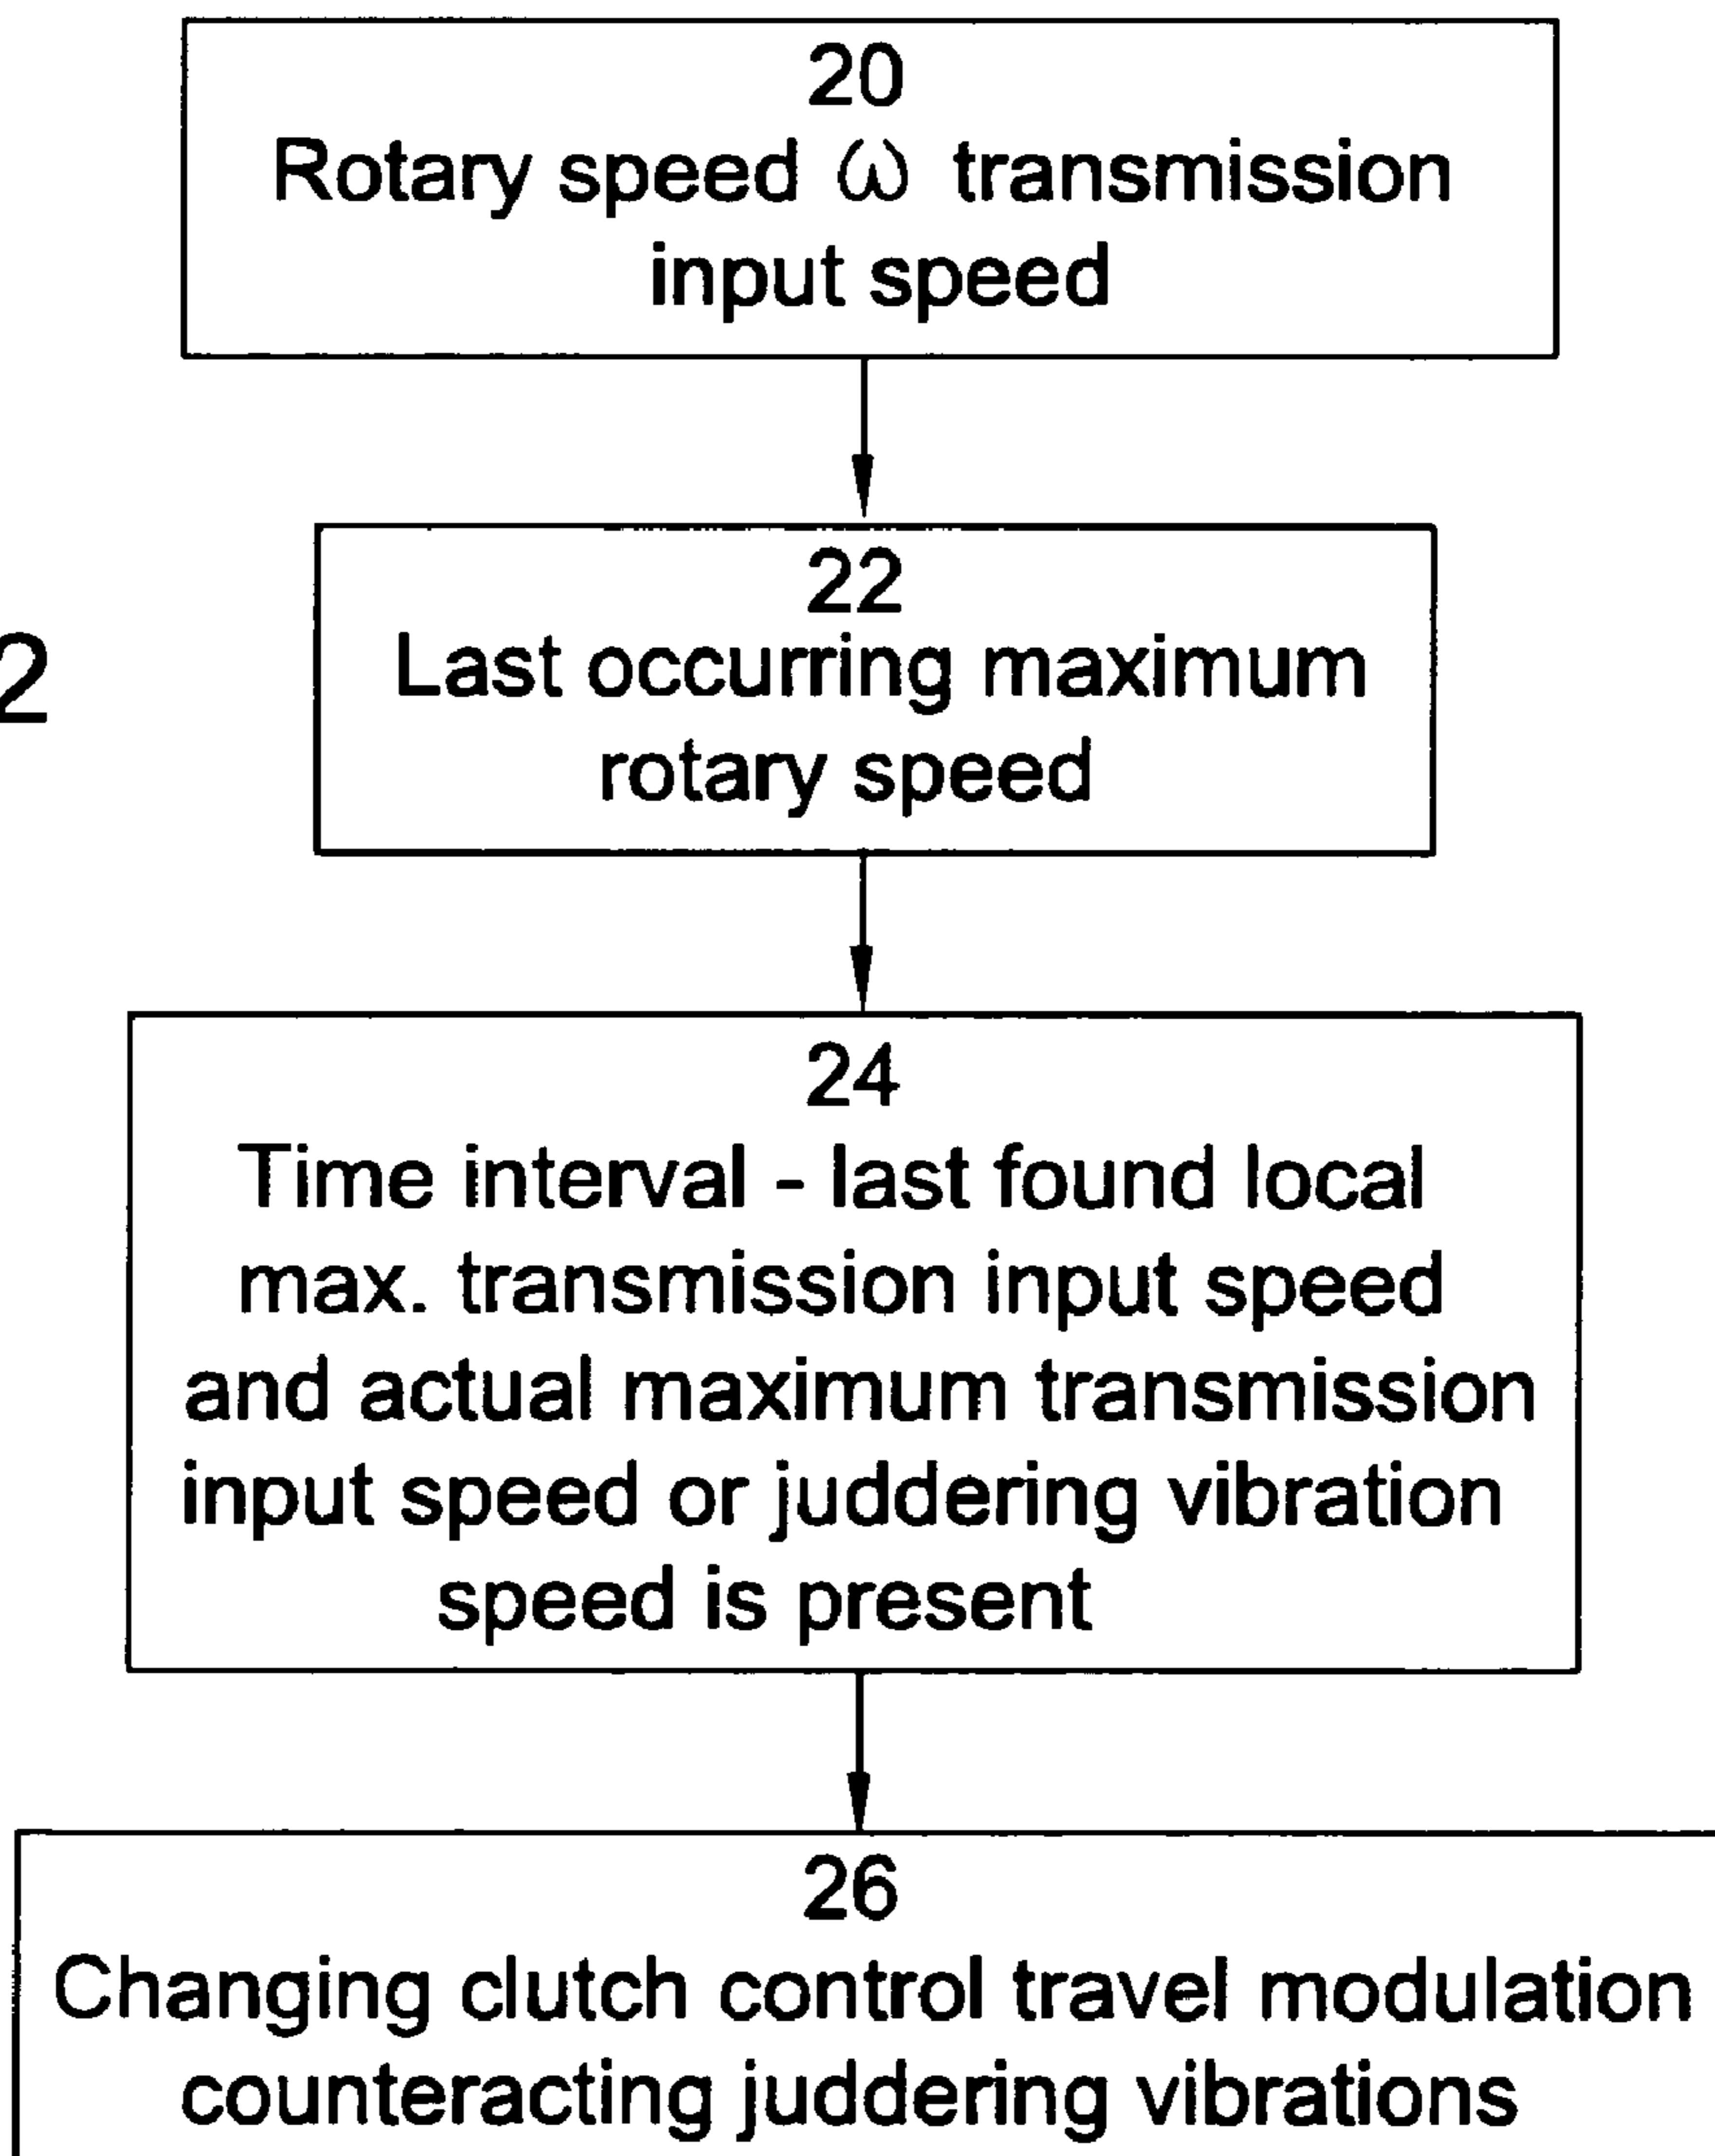 20
Rotary speed ω transmission
input speed
22
Last occurring maximum
rotary speed
2
24
Time interval - last found local
max. transmission input speed
and actual maximum transmission
input speed or juddering vibration
speed is present
26
Changing clutch control travel modulation
counteracting juddering vibrations